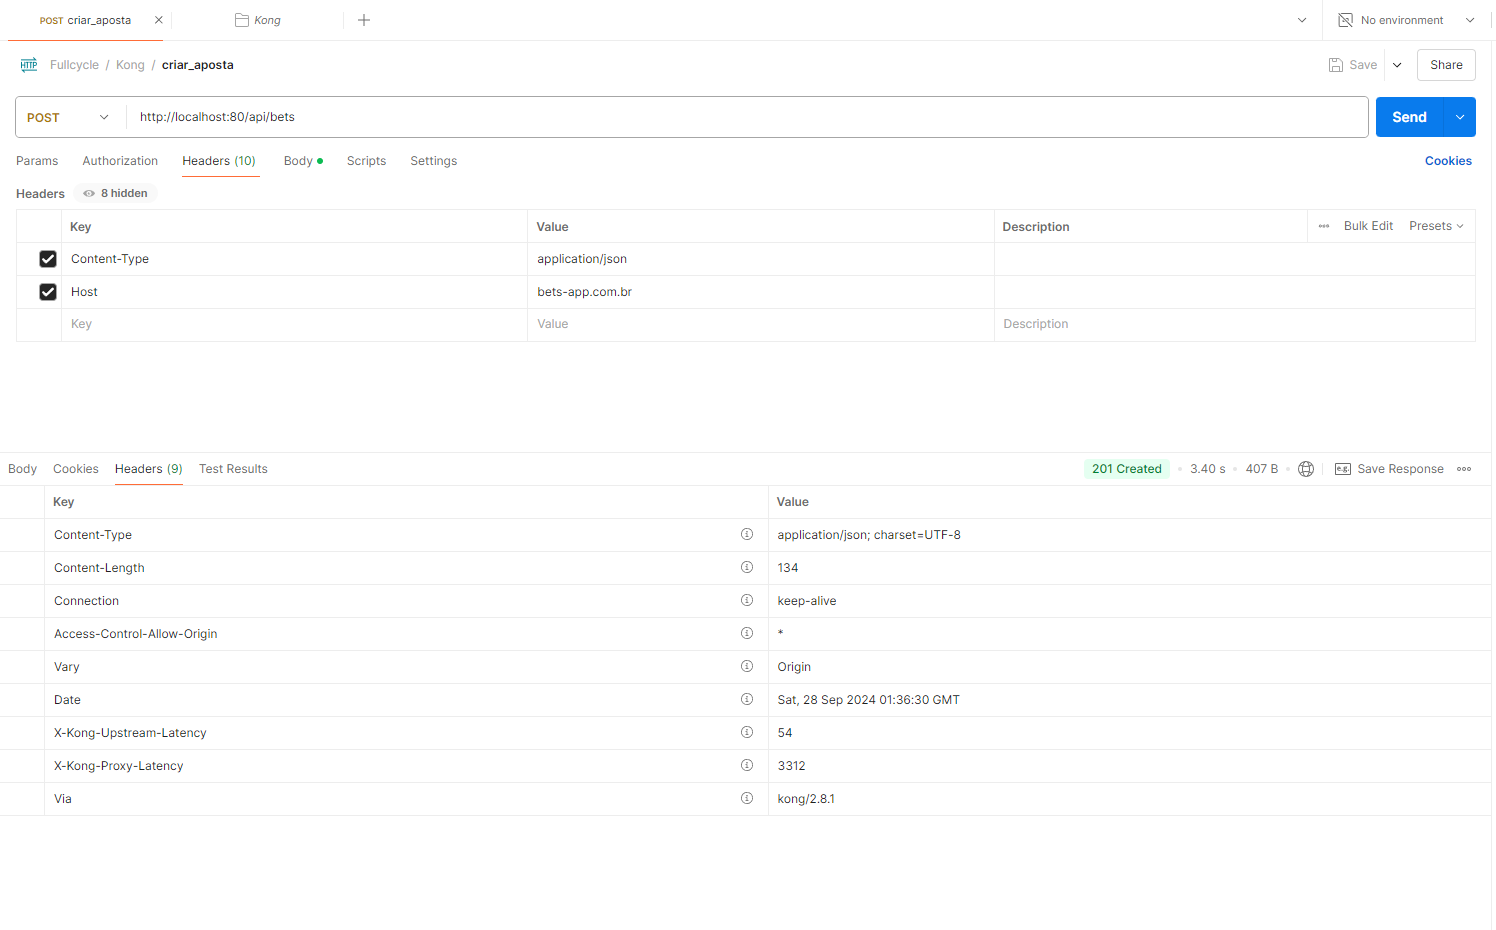 POST criar_aposta
Kong
No environment
HTTP Fullcycle / Kong / criar_aposta
Save
Share
POST http://localhost:80/api/bets
Send
Params Authorization Headers (10) Body Scripts Settings
Cookies
Headers 8 hidden
Key Value Description Bulk Edit Presets
Content-Type application/json
Host bets-app.com.br
Key Value Description
Body Cookies Headers (9) Test Results
201 Created 3.40 s 407 B e.g. Save Response
Key Value
Content-Type application/json; charset=UTF-8
Content-Length 134
Connection keep-alive
Access-Control-Allow-Origin *
Vary Origin
Date Sat, 28 Sep 2024 01:36:30 GMT
X-Kong-Upstream-Latency 54
X-Kong-Proxy-Latency 3312
Via kong/2.8.1